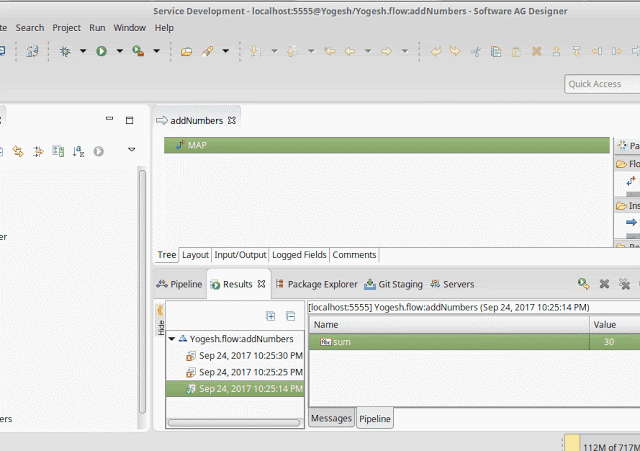 Service Development - localhost:5555@Yogesh/Yogesh.flow:addNumbers - Software AG Designer
te Search Project Run Window Help
Quick Access
addNumbers
MAP
Pa
Flo
Ins
er
Tree Layout Input/Output Logged Fields Comments
Pipeline Results Package Explorer Git Staging Servers
Hide
[localhost:5555] Yogesh.flow:addNumbers (Sep 24, 2017 10:25:14 PM)
Name Value
Yogesh.flow:addNumbers
Abc sum 30
Sep 24, 2017 10:25:30 PM
Sep 24, 2017 10:25:25 PM
Sep 24, 2017 10:25:14 PM
ers
Messages Pipeline
112M of 717M